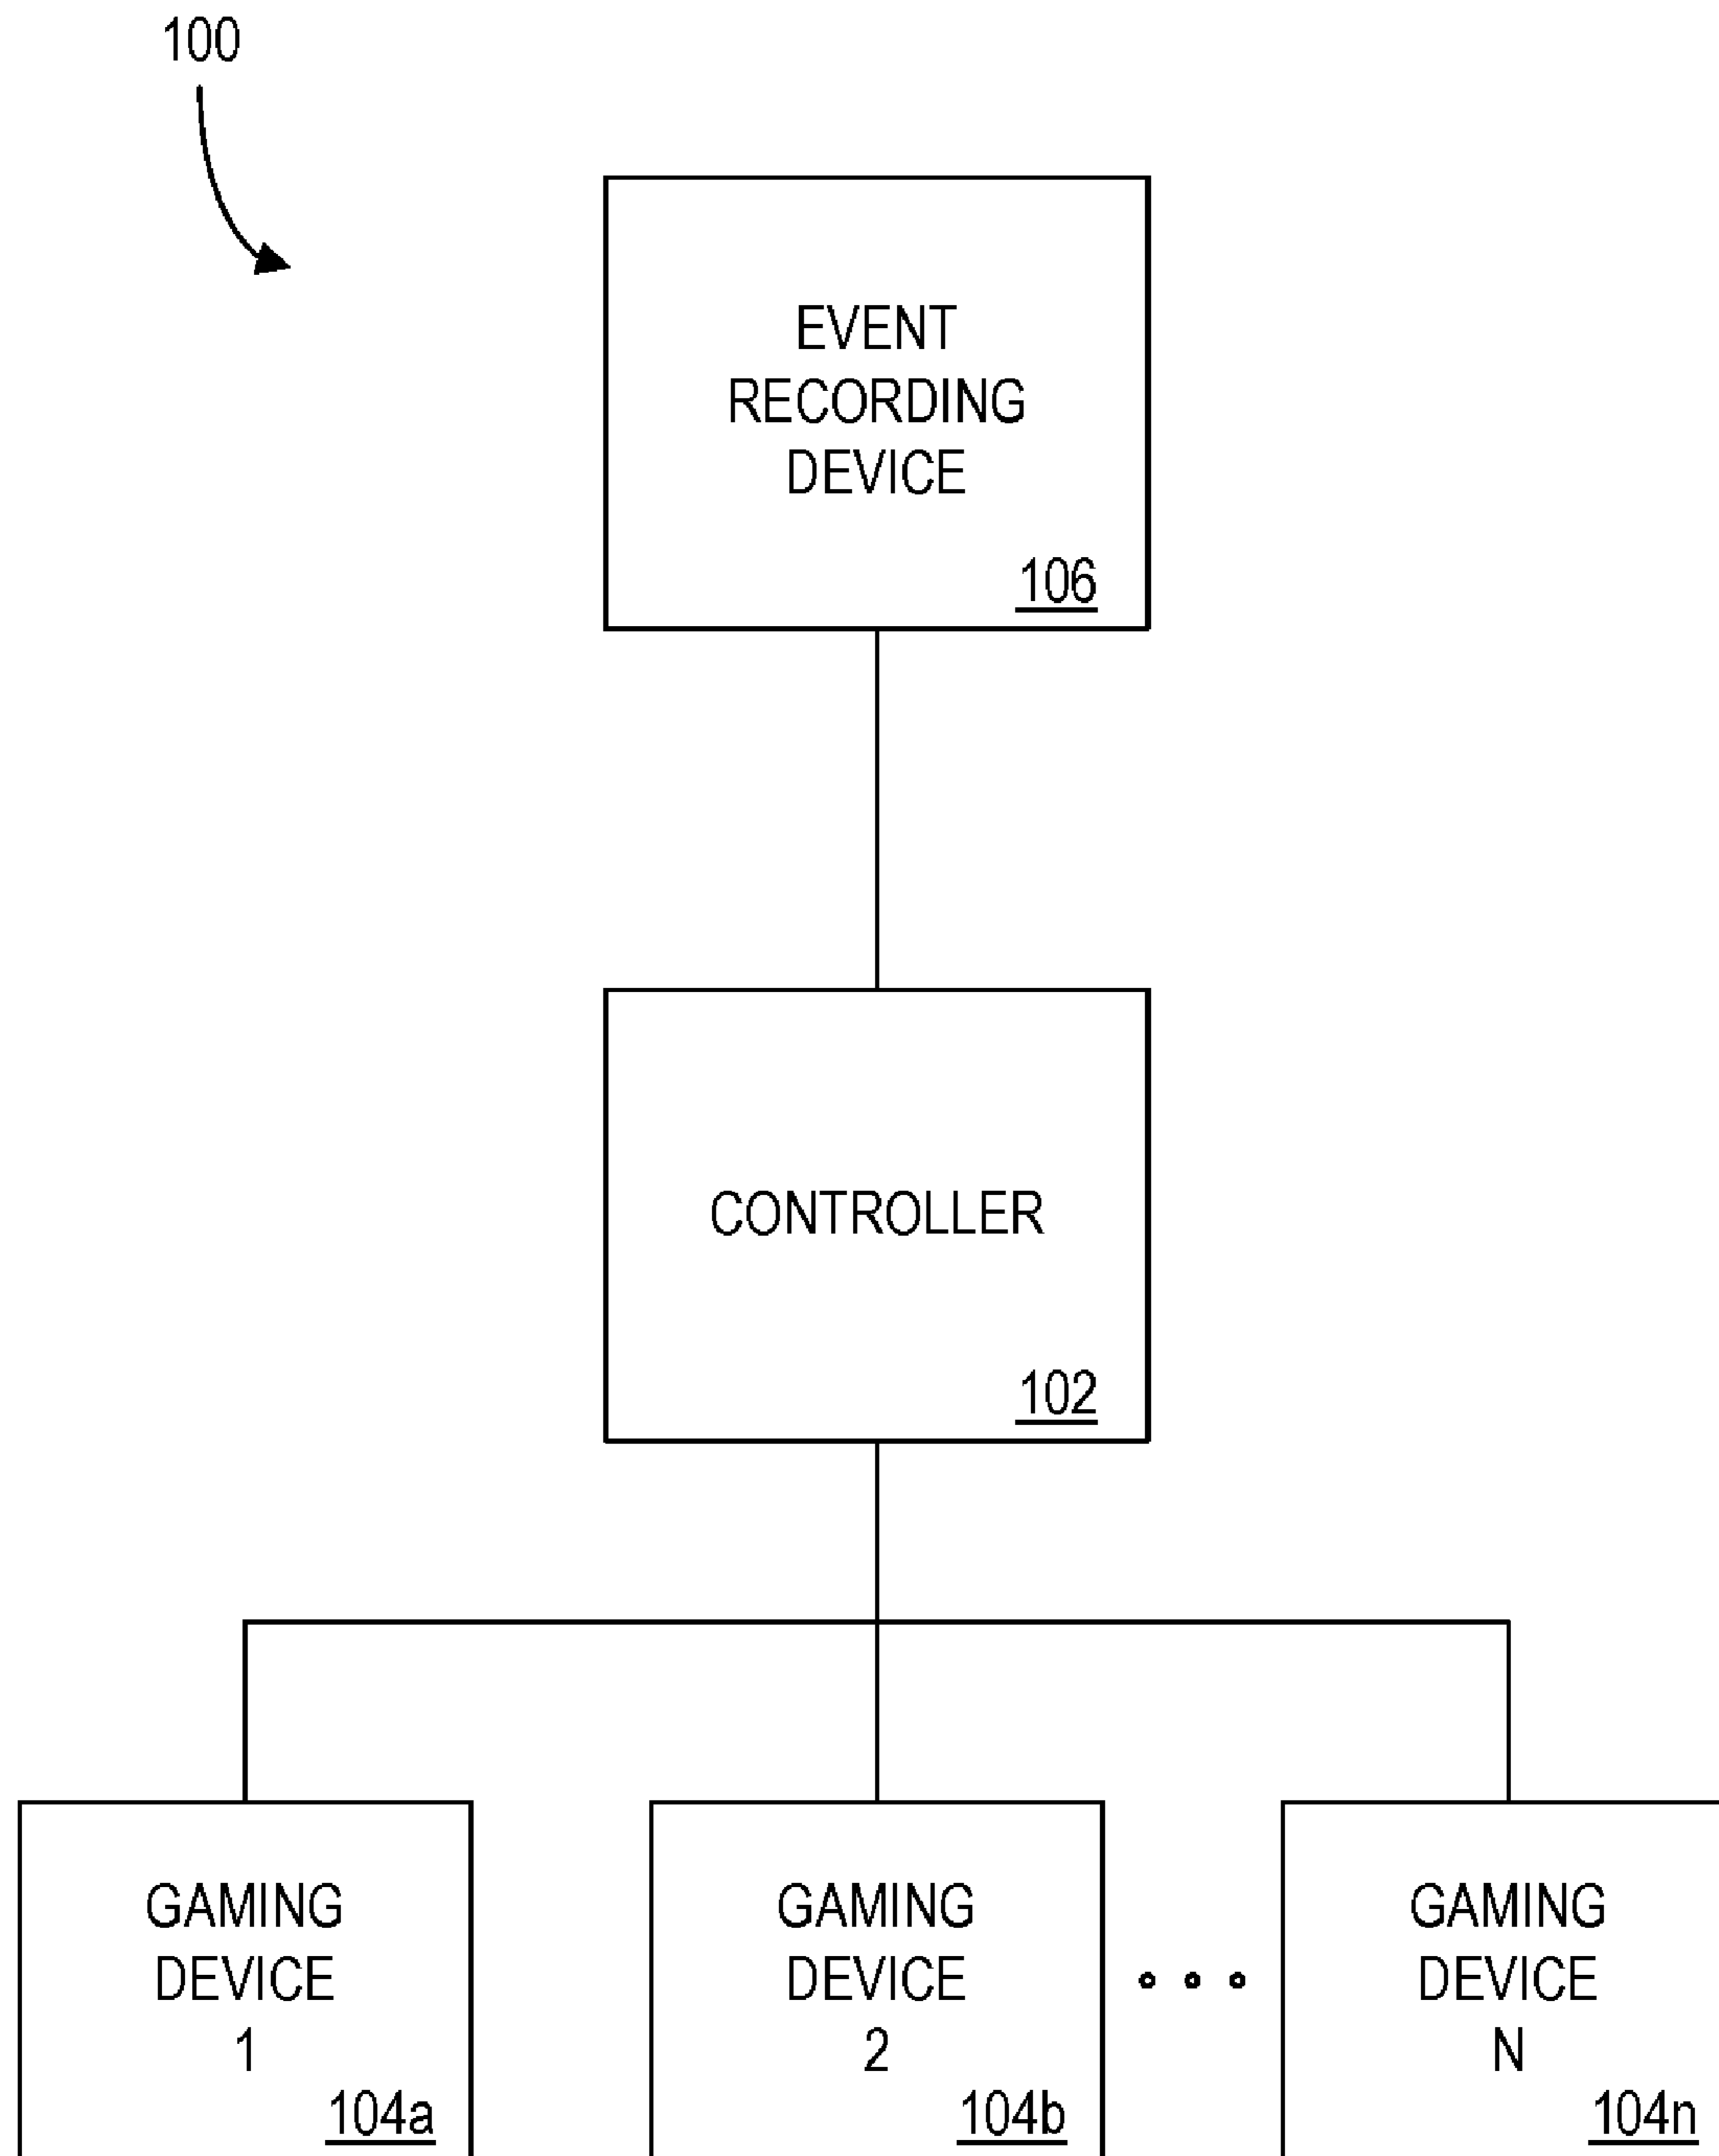 100
EVENT
RECORDING
DEVICE
106
CONTROLLER
102
GAMING
DEVICE
1
104a
GAMING
DEVICE
2
104b
GAMING
DEVICE
N
104n